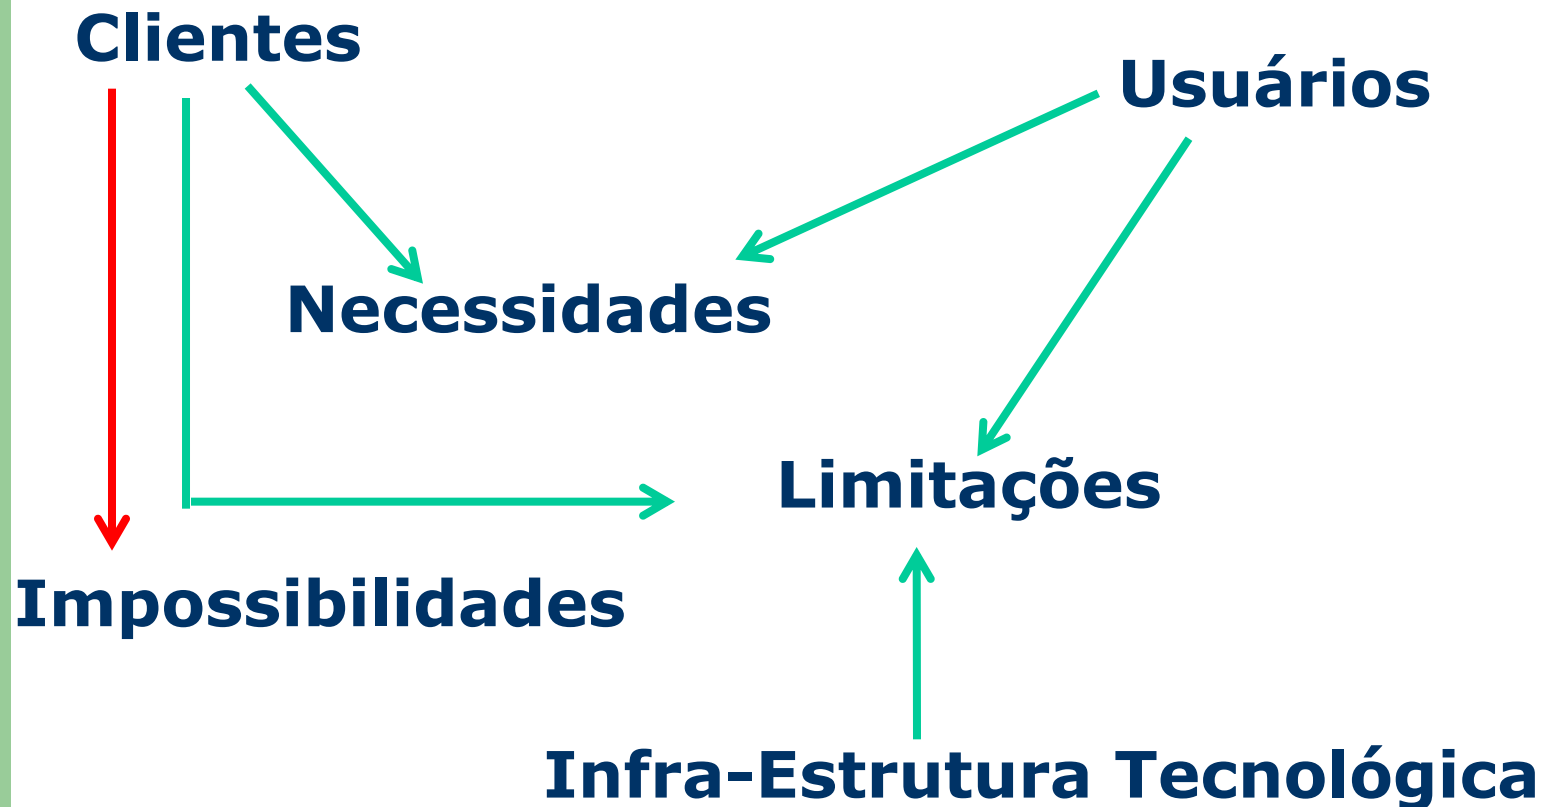 Clientes
Usuários
Necessidades
Limitações
Impossibilidades
Infra-Estrutura Tecnológica